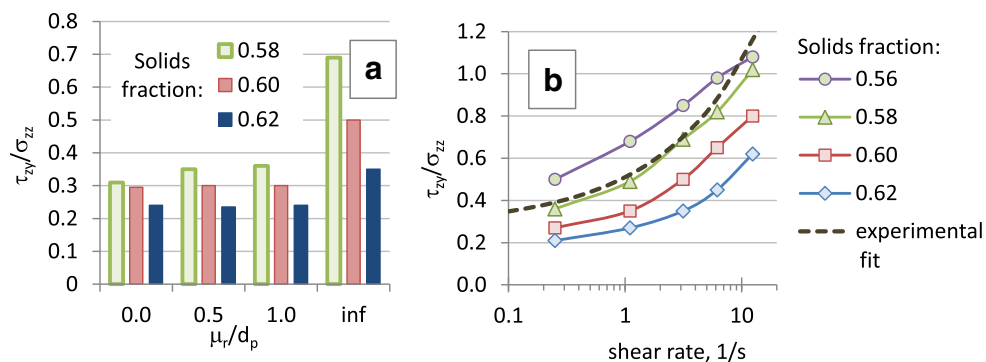 0.8
0.7
0.6
0.5
0.4
0.3
0.2
0.1
0
τzy/σzz
Solids
fraction:
0.58
0.60
0.62
a
0.0 0.5 1.0 inf
μr/dp
1.2
1.0
0.8
0.6
0.4
0.2
0.0
τzy/σzz
b
0.1 1 10
shear rate, 1/s
Solids fraction:
0.56
0.58
0.60
0.62
experimental
fit